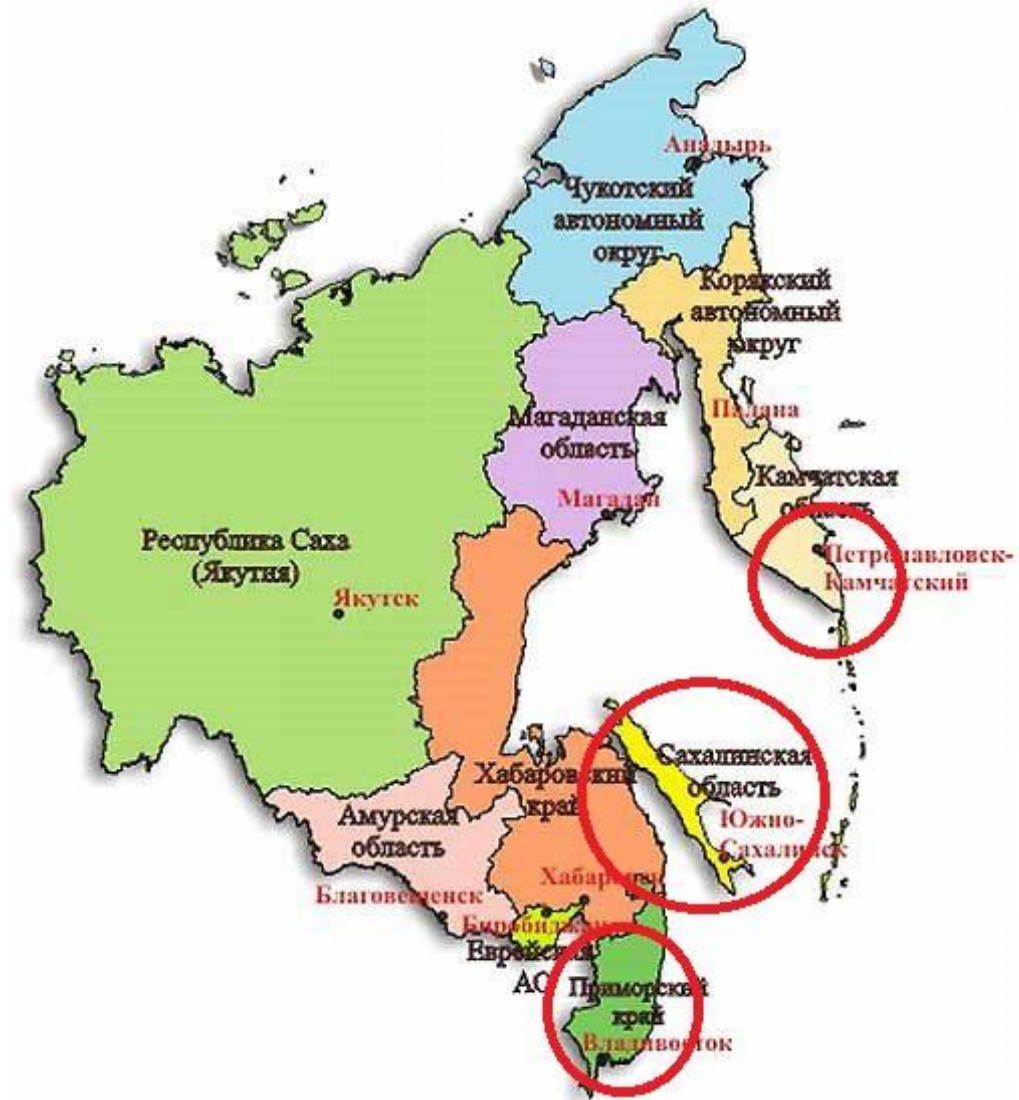 Анадырь
Чукотский
автономный
округ
Корякский
автономный
округ
Палана
Магаданская
область
Магадан
Камчатская
область
Петропавловск-
Камчатский
Республика Саха
(Якутия)
Якутск
Сахалинская
область
Южно-
Сахалинск
Хабаровский
край
Амурская
область
Благовещенск
Хабаровск
Биробиджан
Еврейская
АО
Приморский
край
Владивосток